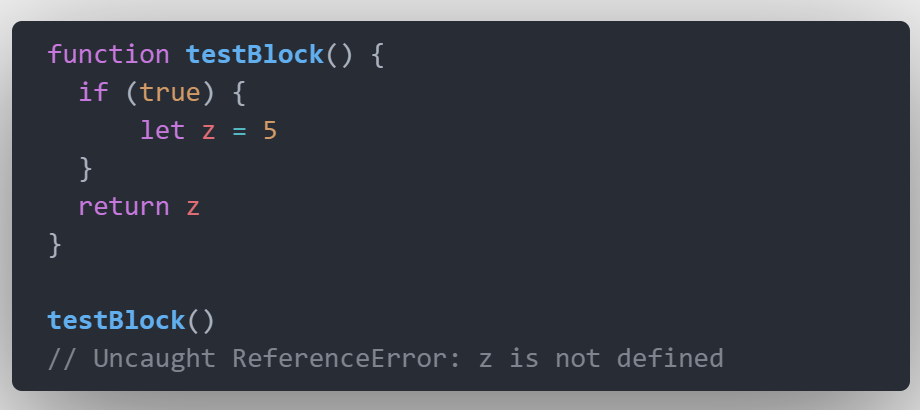 function testBlock() {
  if (true) {
      let z = 5
  }
  return z
}

testBlock()
// Uncaught ReferenceError: z is not defined